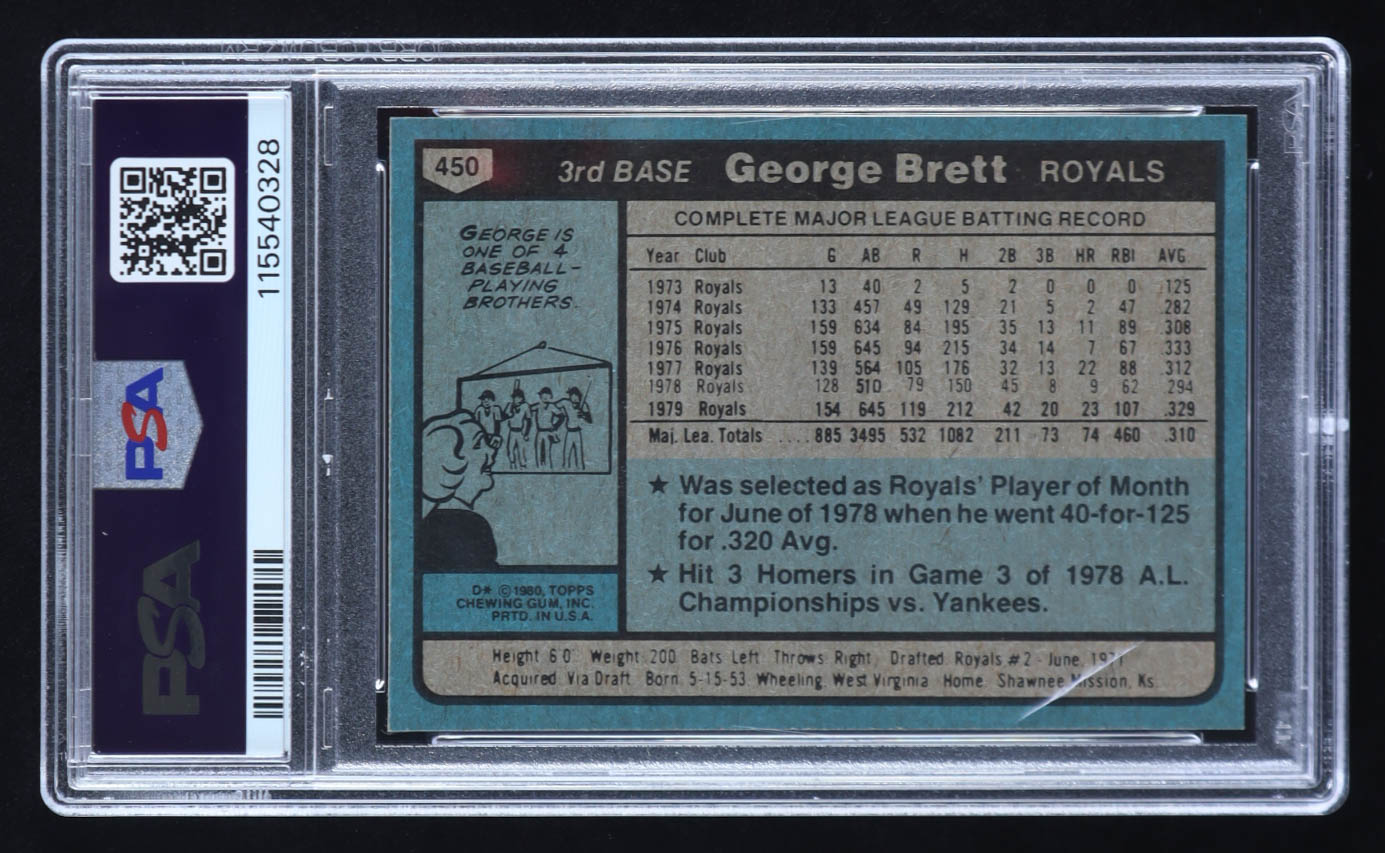 115540328
PSA
PSA
450 3rd BASE George Brett ROYALS
GEORGE IS
ONE OF 4
BASEBALL-
PLAYING
BROTHERS.
D* © 1980, TOPPS
CHEWING GUM, INC.
PRTD. IN U.S.A.
COMPLETE MAJOR LEAGUE BATTING RECORD
Year Club G AB R H 2B 3B HR RBI AVG
1973 Royals 13 40 2 5 2 0 0 0 .125
1974 Royals 133 457 49 129 21 5 2 47 .282
1975 Royals 159 634 84 195 35 13 11 89 .308
1976 Royals 159 645 94 215 34 14 7 67 .333
1977 Royals 139 564 105 176 32 13 22 88 .312
1978 Royals 128 510 79 150 45 8 9 62 .294
1979 Royals 154 645 119 212 42 20 23 107 .329
Maj. Lea. Totals .... 885 3495 532 1082 211 73 74 460 .310
★ Was selected as Royals' Player of Month
for June of 1978 when he went 40-for-125
for .320 Avg.
★ Hit 3 Homers in Game 3 of 1978 A.L.
Championships vs. Yankees.
Height 6'0" Weight 200 Bats Left Throws Right Drafted Royals #2 - June, 1971
Acquired Via Draft Born 5-15-53, Wheeling, West Virginia Home Shawnee Mission, Ks.